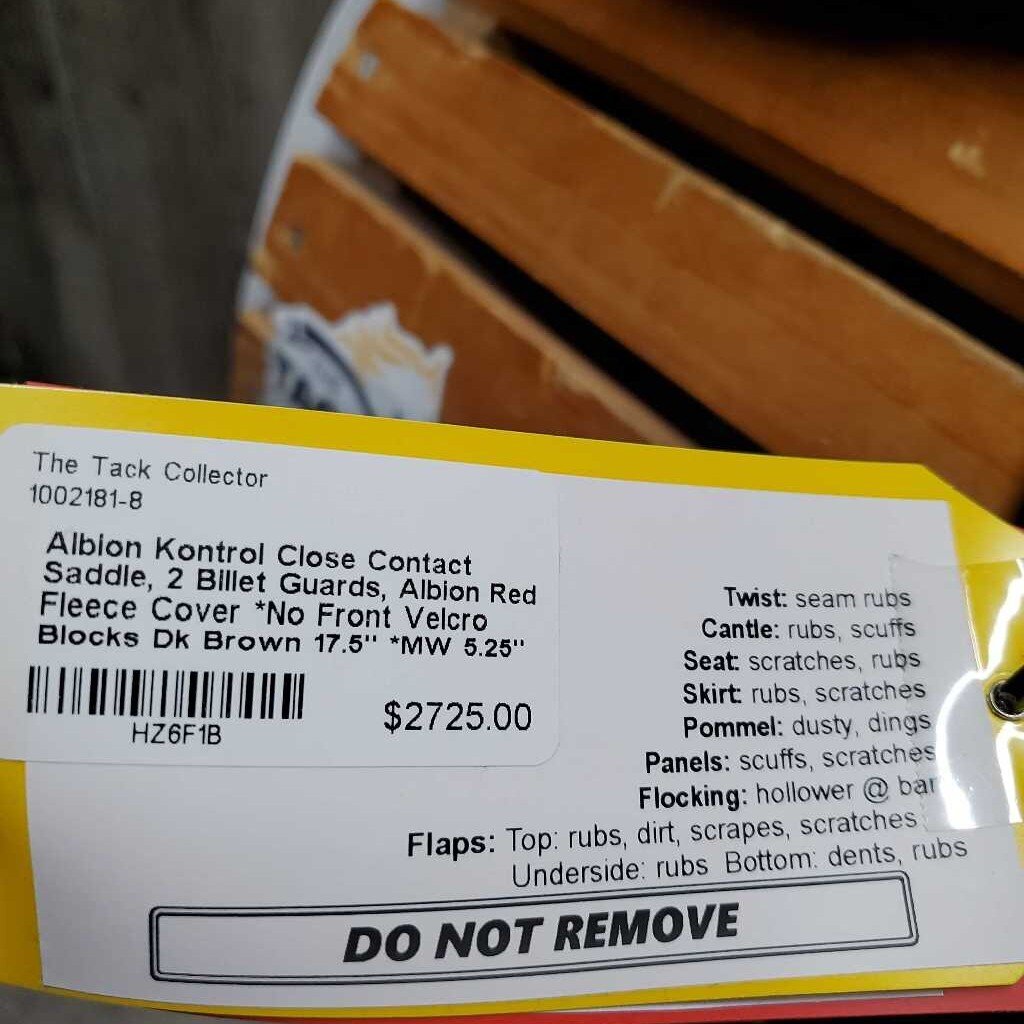 The Tack Collector
1002181-8
Albion Kontrol Close Contact
Saddle, 2 Billet Guards, Albion Red
Fleece Cover *No Front Velcro
Blocks Dk Brown 17.5" *MW 5.25"
HZ6F1B
$2725.00
Twist: seam rubs
Cantle: rubs, scuffs
Seat: scratches, rubs
Skirt: rubs, scratches
Pommel: dusty, dings
Panels: scuffs, scratches
Flocking: hollower @ bar
Flaps: Top: rubs, dirt, scrapes, scratches
Underside: rubs Bottom: dents, rubs
DO NOT REMOVE